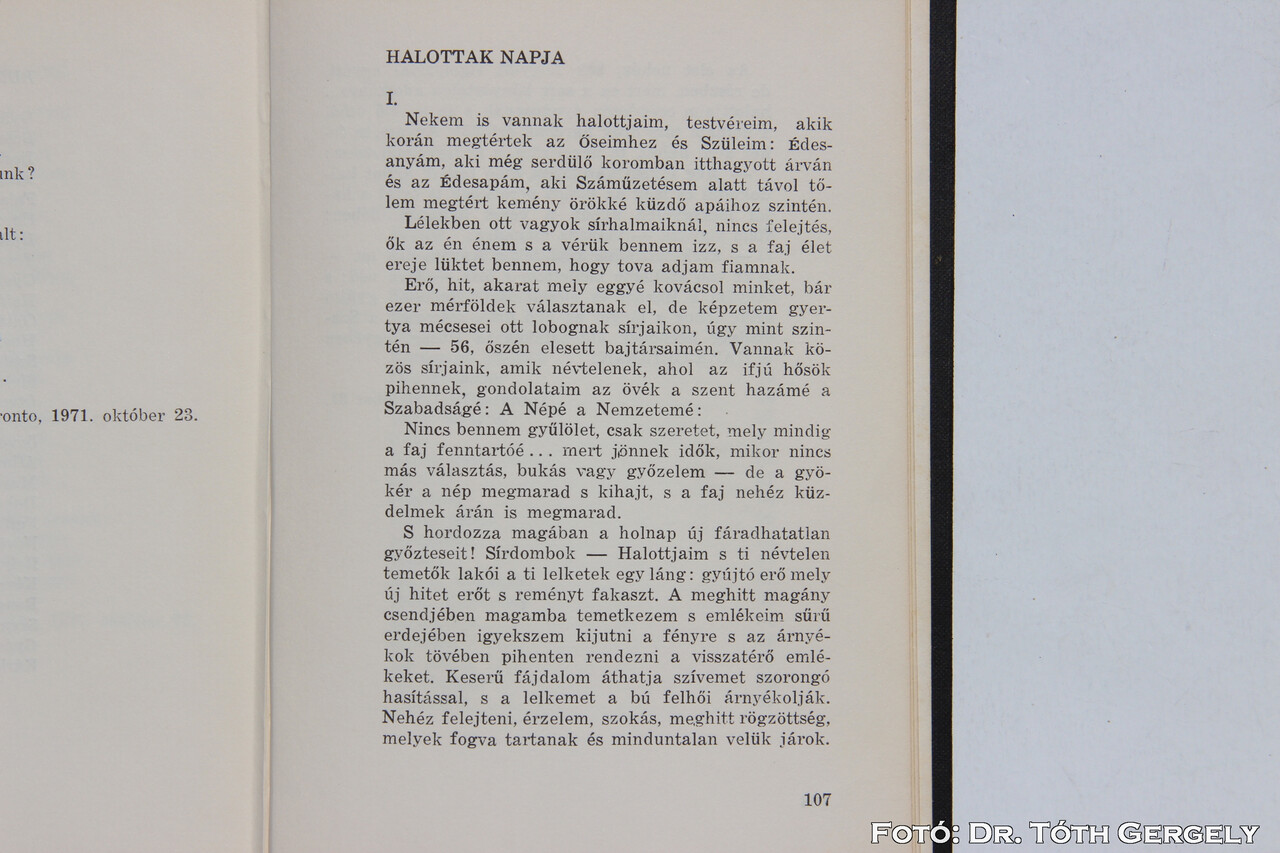 ink?
ilt:
ronto, 1971. október 23.
HALOTTAK NAPJA
I.
Nekem is vannak halottjaim, testvéreim, akik
korán megtértek az őseimhez és Szüleim: Édes-
anyám, aki még serdülő koromban itthagyott árván
és az Édesapám, aki Száműzetésem alatt távol tő-
lem megtért kemény örökké küzdő apáihoz szintén.
Lélekben ott vagyok sírhalmaiknál, nincs felejtés,
ők az én énem s a vérük bennem izz, s a faj élet
ereje lüktet bennem, hogy tova adjam fiamnak.
Erő, hit, akarat mely eggyé kovácsol minket, bár
ezer mérföldek választanak el, de képzetem gyer-
tya mécsesei ott lobognak sírjaikon, úgy mint szin-
tén — 56, őszén elesett bajtársaimén. Vannak kö-
zös sírjaink, amik névtelenek, ahol az ifjú hősök
pihennek, gondolataim az övék a szent hazámé a
Szabadságé: A Népé a Nemzetemé:
Nincs bennem gyűlölet, csak szeretet, mely mindig
a faj fenntartóé... mert jönnek idők, mikor nincs
más választás, bukás vagy győzelem — de a gyö-
kér a nép megmarad s kihajt, s a faj nehéz küz-
delmek árán is megmarad.
S hordozza magában a holnap új fáradhatatlan
győzteseit! Sírdombok — Halottjaim s ti névtelen
temetők lakói a ti lelketek egy láng: gyújtó erő mely
új hitet erőt s reményt fakaszt. A meghitt magány
csendjében magamba temetkezem s emlékeim sűrű
erdejében igyekszem kijutni a fényre s az árnyé-
kok tövében pihenten rendezni a visszatérő emlé-
keket. Keserű fájdalom áthatja szívemet szorongó
hasítással, s a lelkemet a bú felhői árnyékolják.
Nehéz felejteni, érzelem, szokás, meghitt rögzöttség,
melyek fogva tartanak és minduntalan velük járok.
107
Fotó: Dr. Tóth Gergely